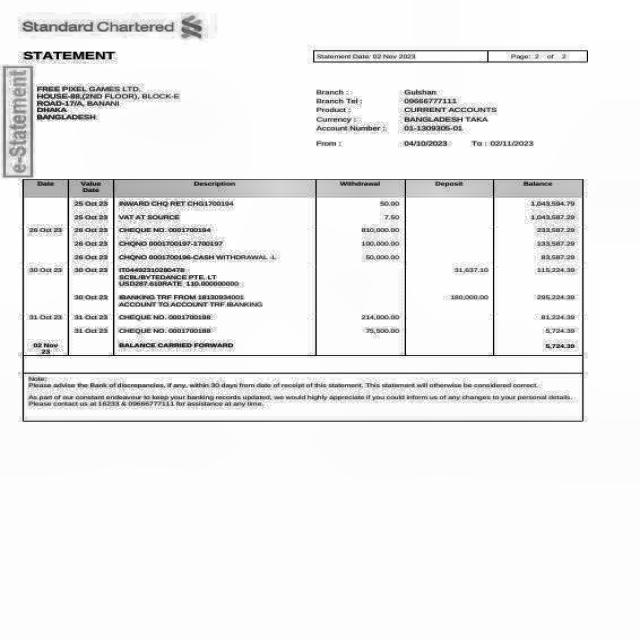 Standard Chartered
STATEMENT
Statement Date: 02 Nov 2023 Page: 2 of 2
e-Statement
FREE PIXEL GAMES LTD.
HOUSE-88,(2ND FLOOR), BLOCK-E
ROAD-17/A, BANANI
DHAKA
BANGLADESH
Branch : Gulshan
Branch Tel : 09666777111
Product : CURRENT ACCOUNTS
Currency : BANGLADESH TAKA
Account Number : 01-1309305-01
From : 04/10/2023 To : 02/11/2023
Date Value Date Description Withdrawal Deposit Balance
25 Oct 23 INWARD CHQ RET CHG1700194 50.00 1,043,594.79
25 Oct 23 VAT AT SOURCE 7.50 1,043,587.29
26 Oct 23 26 Oct 23 CHEQUE NO. 0001700194 810,000.00 233,587.29
26 Oct 23 CHQNO 0001700197-1700197 100,000.00 133,587.29
26 Oct 23 CHQNO 0001700196-CASH WITHDRAWAL -L 50,000.00 83,587.29
30 Oct 23 30 Oct 23 31,637.10 115,224.39
SCBL/BYTEDANCE PTE. LT
30 Oct 23 IBANKING TRF FROM 18130934001 180,000.00 295,224.39
ACCOUNT TO ACCOUNT TRF IBANKING
31 Oct 23 31 Oct 23 CHEQUE NO. 214,000.00 81,224.39
31 Oct 23 CHEQUE NO. 75,500.00 5,724.39
02 Nov 23 BALANCE CARRIED FORWARD 5,724.39
Note:
Please advise the Bank of discrepancies, if any, within 30 days from date of receipt of this statement. This statement will otherwise be considered correct.
As part of our constant endeavour to keep your banking records updated, we would highly appreciate if you could inform us of any changes to your personal details.
Please contact us at 16233 & 09666777111 for assistance at any time.